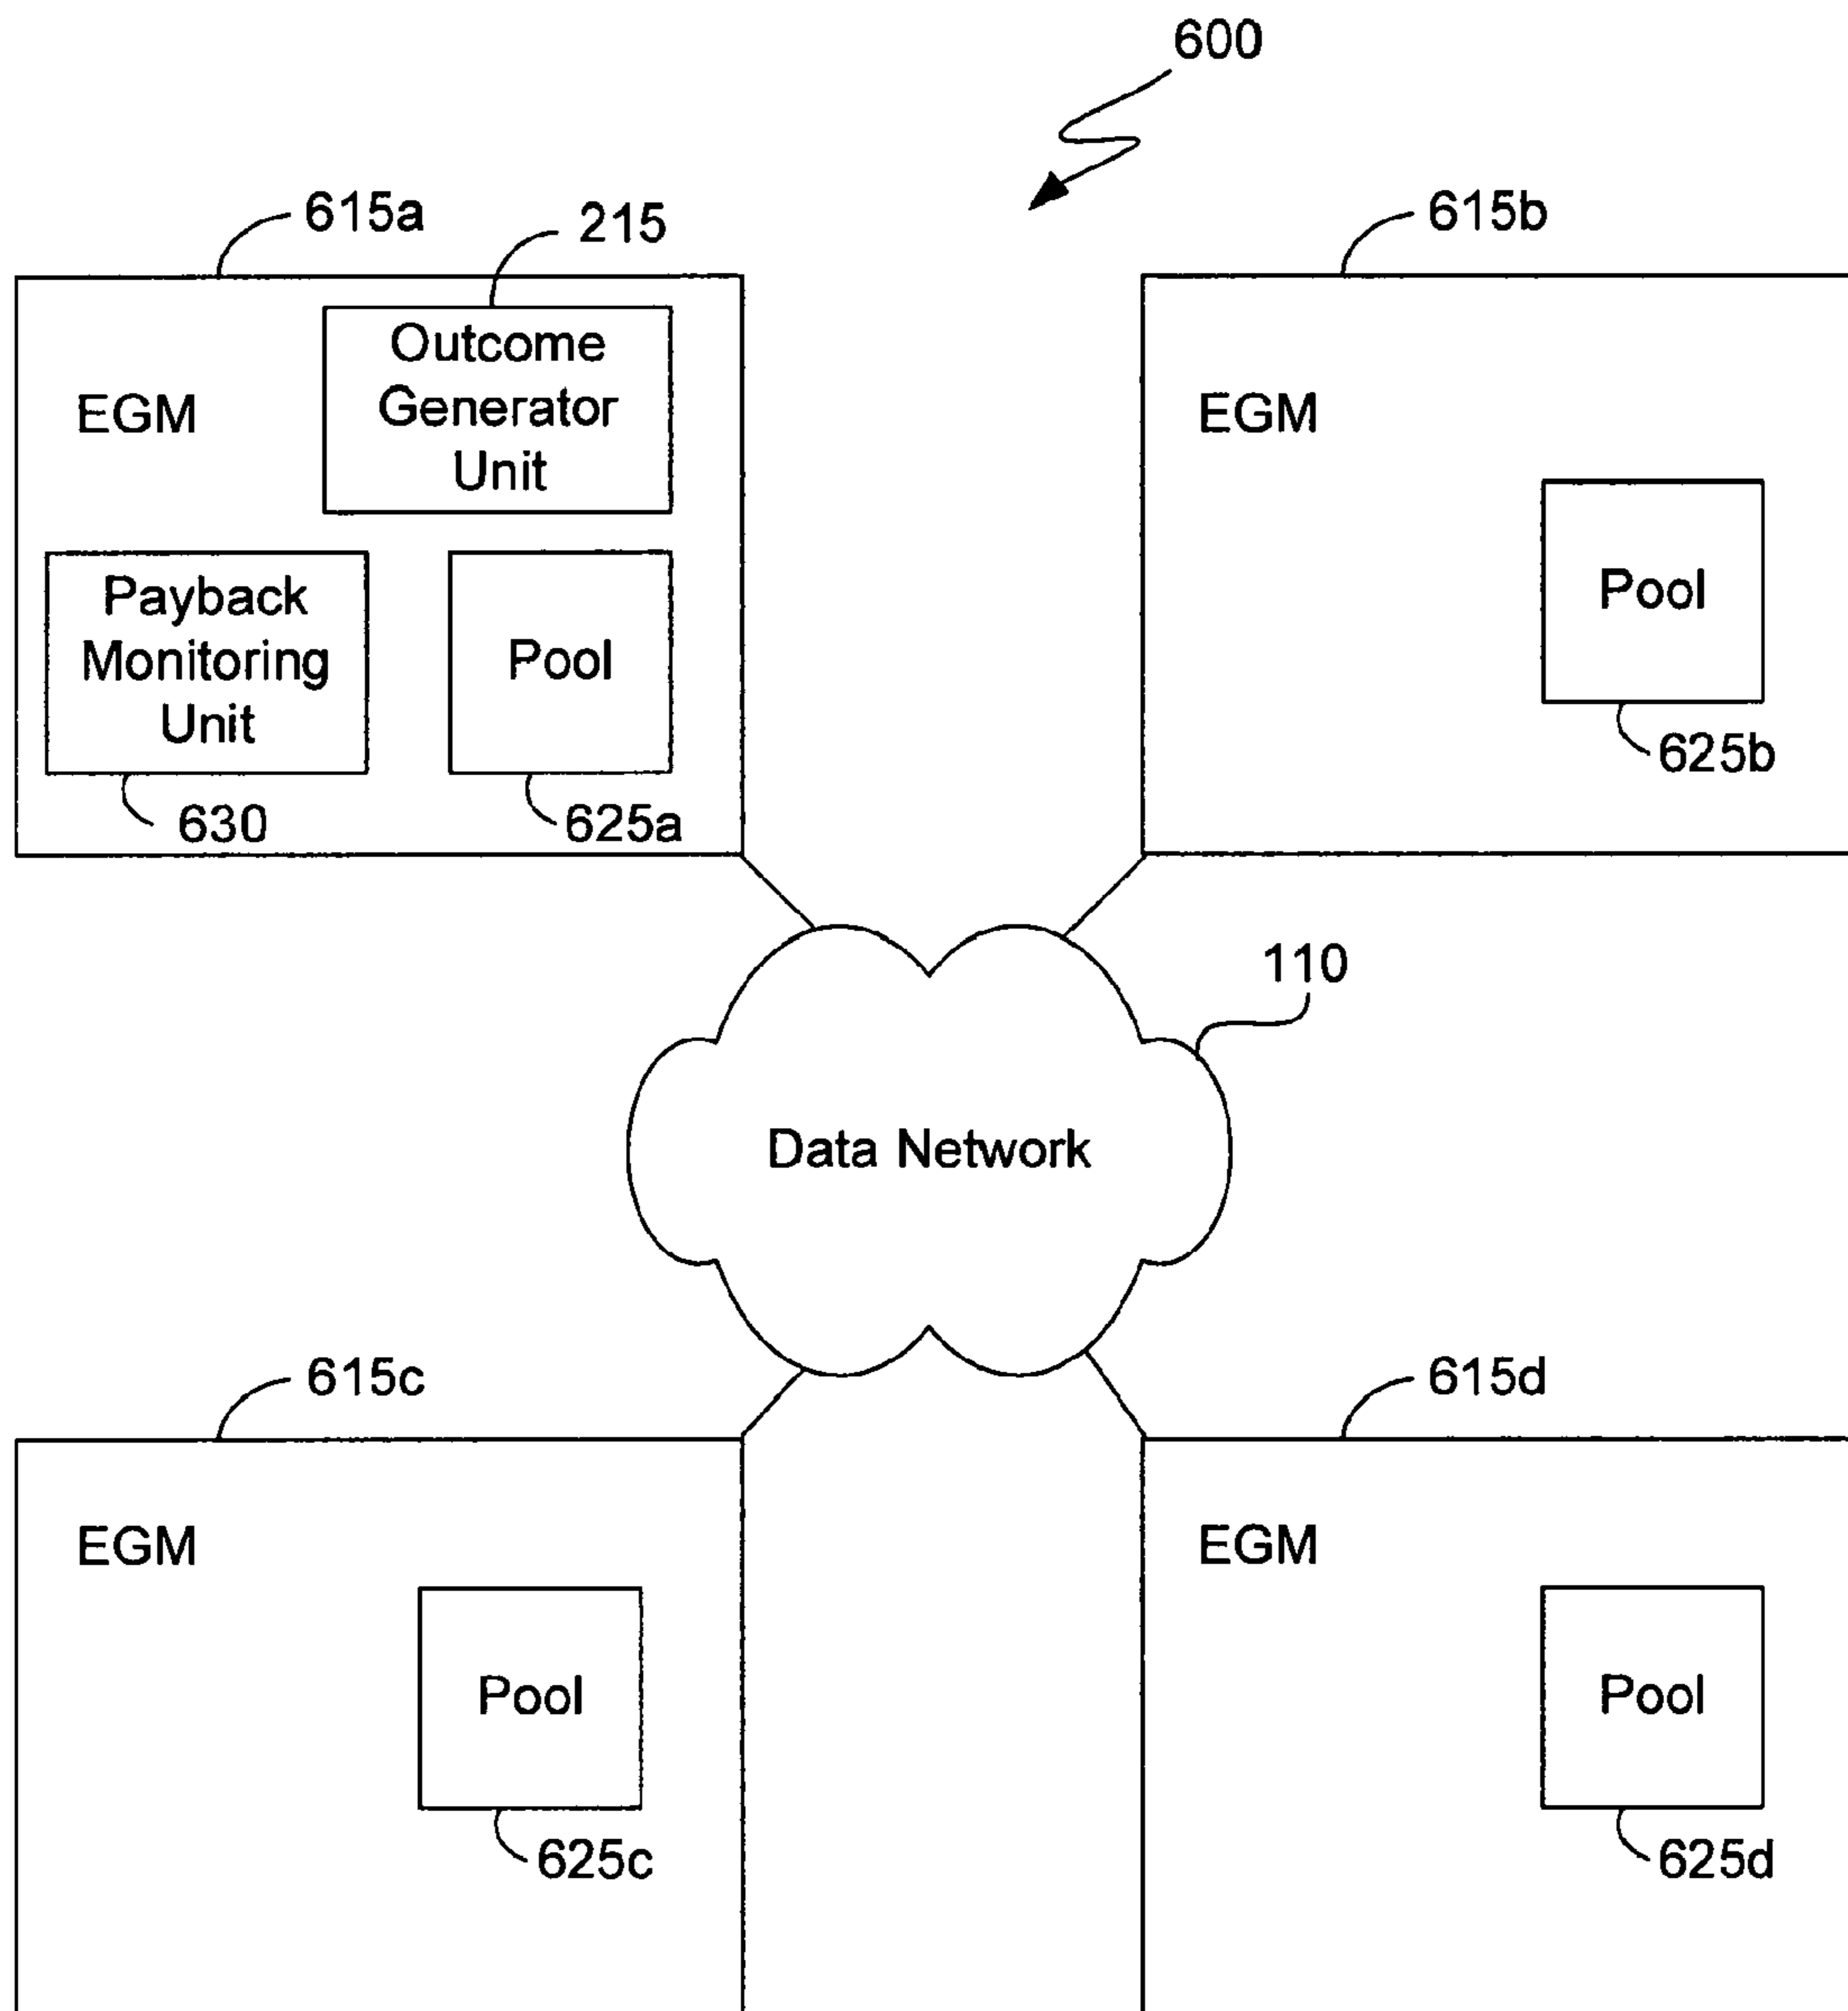 600
615a
215
615b
Outcome
Generator
Unit
EGM
EGM
Payback
Monitoring
Unit
Pool
Pool
625b
630
625a
110
Data Network
615c
615d
EGM
EGM
Pool
Pool
625c
625d